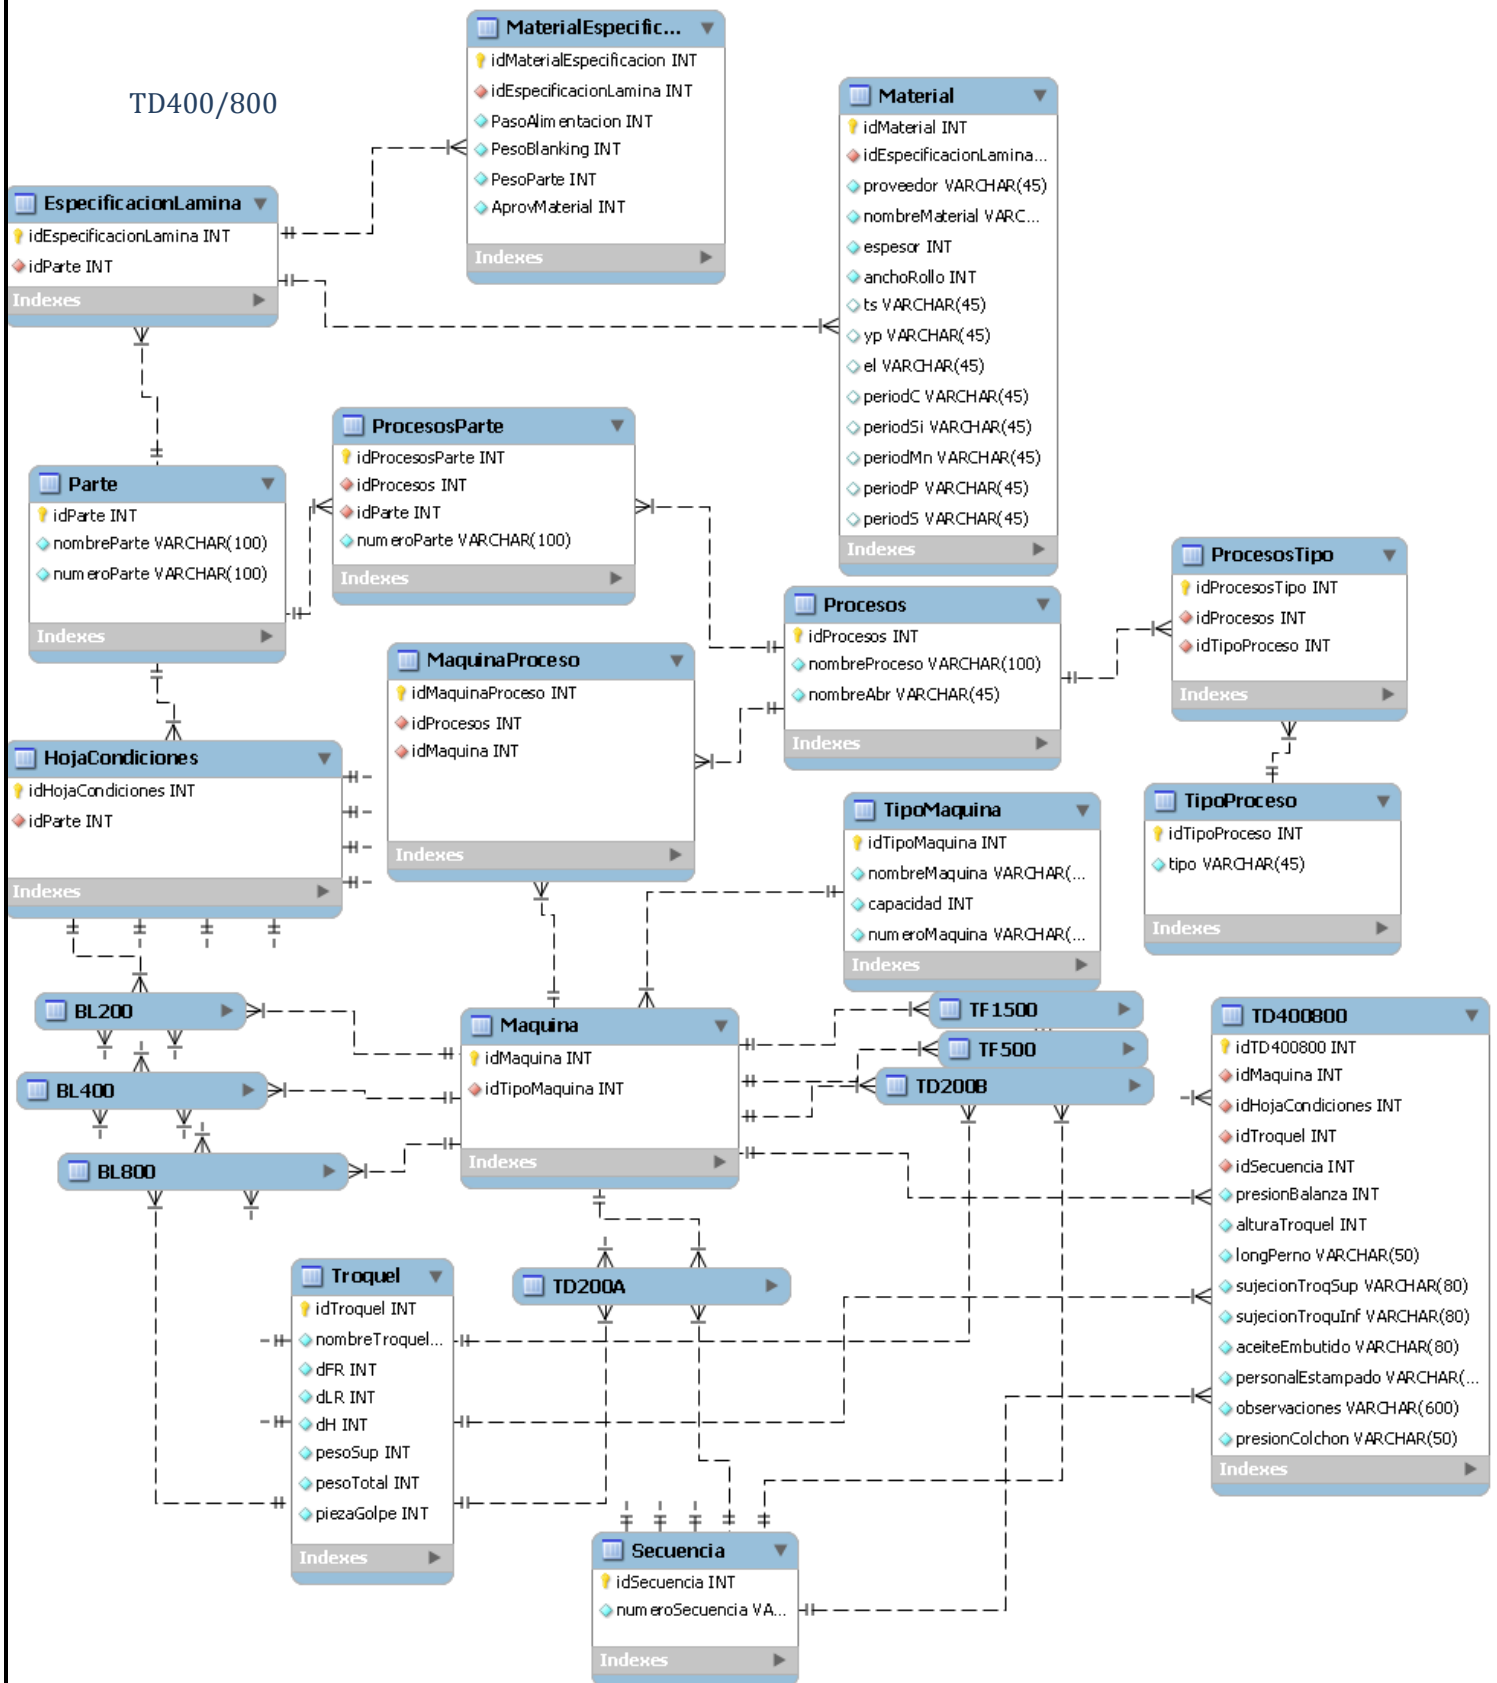 TD400/800
MaterialEspecific...
idMaterialEspecificacion INT
idEspecificacionLamina INT
PasoAlimentacion INT
PesoBlanking INT
PesoParte INT
AprovMaterial INT
Indexes
Material
idMaterial INT
idEspecificacionLamina...
proveedor VARCHAR(45)
nombreMaterial VARC...
espesor INT
anchoRollo INT
ts VARCHAR(45)
yp VARCHAR(45)
el VARCHAR(45)
periodC VARCHAR(45)
periodSi VARCHAR(45)
periodMn VARCHAR(45)
periodP VARCHAR(45)
periodS VARCHAR(45)
Indexes
EspecificacionLamina
idEspecificacionLamina INT
idParte INT
Indexes
ProcesosParte
idProcesosParte INT
idProcesos INT
idParte INT
numeroParte VARCHAR(100)
Indexes
Parte
idParte INT
nombreParte VARCHAR(100)
numeroParte VARCHAR(100)
Indexes
Procesos
idProcesos INT
nombreProceso VARCHAR(100)
nombreAbr VARCHAR(45)
Indexes
ProcesosTipo
idProcesosTipo INT
idProcesos INT
idTipoProceso INT
Indexes
MaquinaProceso
idMaquinaProceso INT
idProcesos INT
idMaquina INT
Indexes
HojaCondiciones
idHojaCondiciones INT
idParte INT
Indexes
TipoMaquina
idTipoMaquina INT
nombreMaquina VARCHAR(...
capacidad INT
numeroMaquina VARCHAR(...
Indexes
TipoProceso
idTipoProceso INT
tipo VARCHAR(45)
Indexes
BL200
BL400
BL800
Maquina
idMaquina INT
idTipoMaquina INT
Indexes
TF1500
TF500
TD200B
TD400800
idTD400800 INT
idMaquina INT
idHojaCondiciones INT
idTroquel INT
idSecuencia INT
presionBalanza INT
alturaTroquel INT
longPerno VARCHAR(50)
sujecionTroqSup VARCHAR(80)
sujecionTroquInf VARCHAR(80)
aceiteEmbutido VARCHAR(80)
personalEstampado VARCHAR(...
observaciones VARCHAR(600)
presionColchon VARCHAR(50)
Indexes
Troquel
idTroquel INT
nombreTroquel...
dFR INT
dLR INT
dH INT
pesoSup INT
pesoTotal INT
piezaGolpe INT
Indexes
TD200A
Secuencia
idSecuencia INT
numeroSecuencia VA...
Indexes